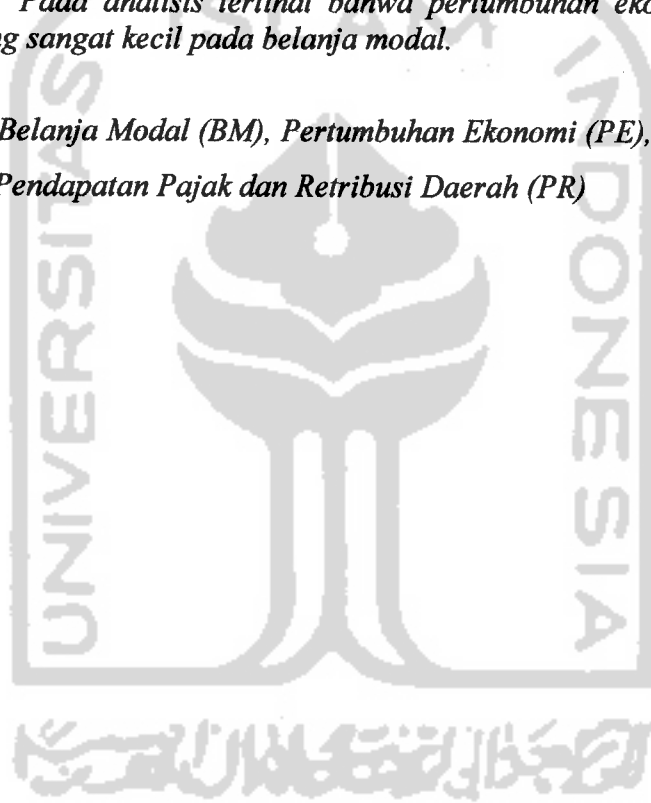 Pada analisis terlihat bahwa pertumbuhan eko
ng sangat kecil pada belanja modal.
Belanja Modal (BM), Pertumbuhan Ekonomi (PE),
Pendapatan Pajak dan Retribusi Daerah (PR)
ISLAM
UNIVERSITAS
INDONESIA